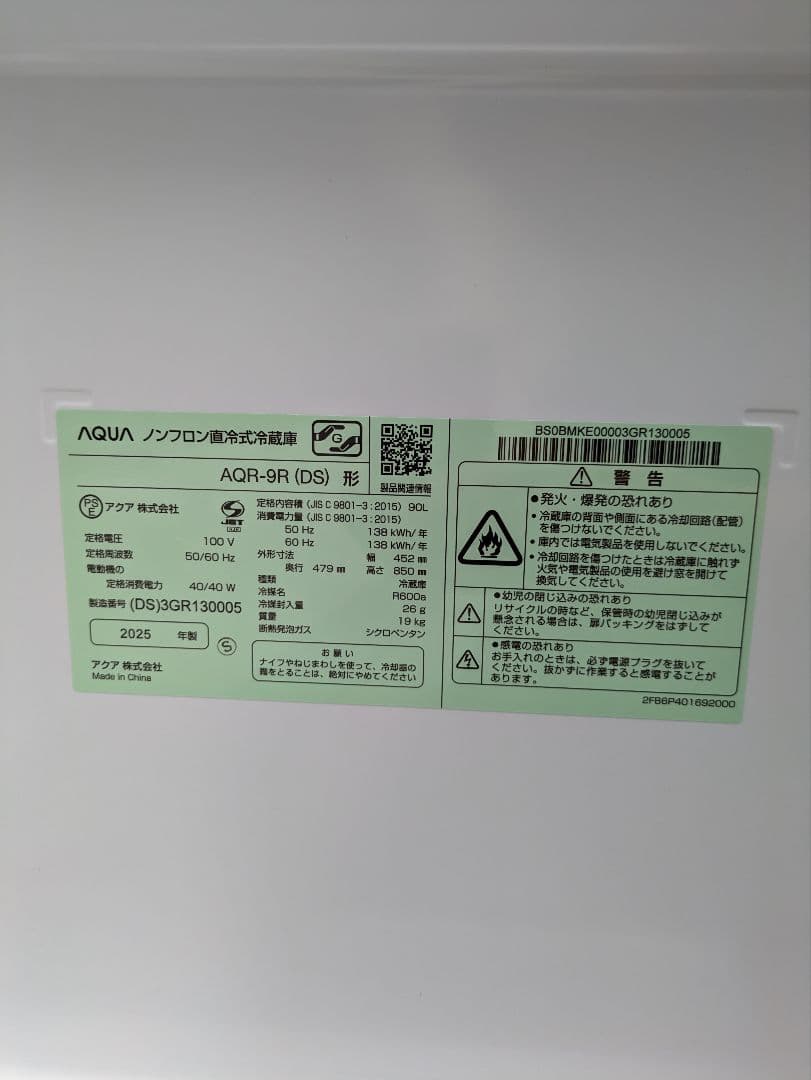 AQUA ノンフロン直冷式冷蔵庫
G
AQR-9R (DS) 形
製品関連情報
PS
E
アクア 株式会社
JET
定格電圧 100 V
定格周波数 50/60 Hz
電動機の
定格消費電力 40/40 W
製造番号 (DS)3GR130005
2025 年製
S
アクア 株式会社
Made in China
定格内容積 (JIS C 9801-3:2015) 90L
消費電力量 (JIS C 9801-3:2015)
50 Hz 138 kWh/年
60 Hz 138 kWh/年
外形寸法 幅 452 mm
奥行 479 mm 高さ 850 mm
種類 冷蔵庫
冷媒名 R600a
冷媒封入量 26 g
質量 19 kg
断熱発泡ガス シクロペンタン
お願い
ナイフやねじまわしを使って、冷却器の
霜をとることは、絶対にやめてください
BS0BMKE00003GR130005
警 告
●発火・爆発の恐れあり
・冷蔵庫の背面や側面にある冷却回路(配管)
を傷つけないでください。
・庫内では電気製品を使用しないでください。
・冷却回路を傷つけたときは冷蔵庫に触れず
火気や電気製品の使用を避け窓を開けて
換気してください。
●幼児の閉じ込みの恐れあり
リサイクルの時など、保管時の幼児閉じ込みが
懸念される場合は、扉パッキングをはずして
ください。
●感電の恐れあり
お手入れのときは、必ず電源プラグを抜いて
ください。抜かずに作業すると感電することが
あります。
2FB6P401692000